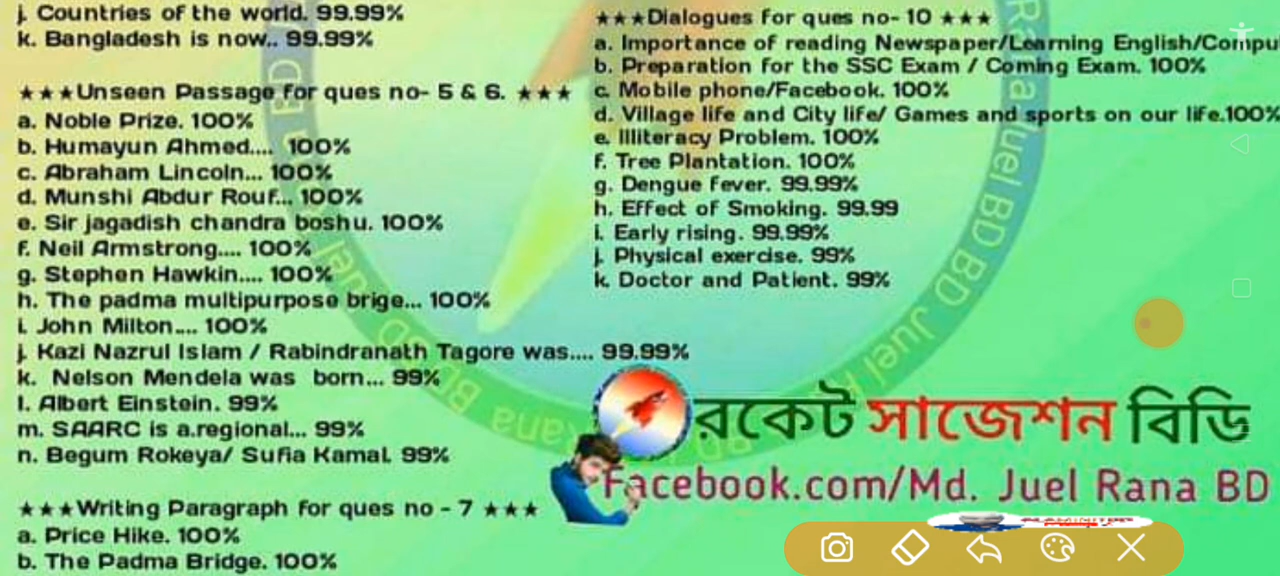 j. Countries of the world. 99.99%
k. Bangladesh is now.. 99.99%
★★★Unseen Passage for ques no- 5 & 6. ★★★
a. Noble Prize. 100%
b. Humayun Ahmed.... 100%
c. Abraham Lincoln... 100%
d. Munshi Abdur Rouf... 100%
e. Sir jagadish chandra boshu. 100%
f. Neil Armstrong.... 100%
g. Stephen Hawkin.... 100%
h. The padma multipurpose brige... 100%
i. John Milton.... 100%
j. Kazi Nazrul Islam / Rabindranath Tagore was.... 99.99%
k. Nelson Mendela was born... 99%
l. Albert Einstein. 99%
m. SAARC is a.regional... 99%
n. Begum Rokeya/ Sufia Kamal. 99%
★★★Writing Paragraph for ques no - 7 ★★★
a. Price Hike. 100%
b. The Padma Bridge. 100%
★★★Dialogues for ques no- 10 ★★★
a. Importance of reading Newspaper/Learning English/Compu
b. Preparation for the SSC Exam / Coming Exam. 100%
c. Mobile phone/Facebook. 100%
d. Village life and City life/ Games and sports on our life.100%
e. Illiteracy Problem. 100%
f. Tree Plantation. 100%
g. Dengue fever. 99.99%
h. Effect of Smoking. 99.99
i. Early rising. 99.99%
j. Physical exercise. 99%
k. Doctor and Patient. 99%
রকেট সাজেশন বিডি
Facebook.com/Md. Juel Rana BD